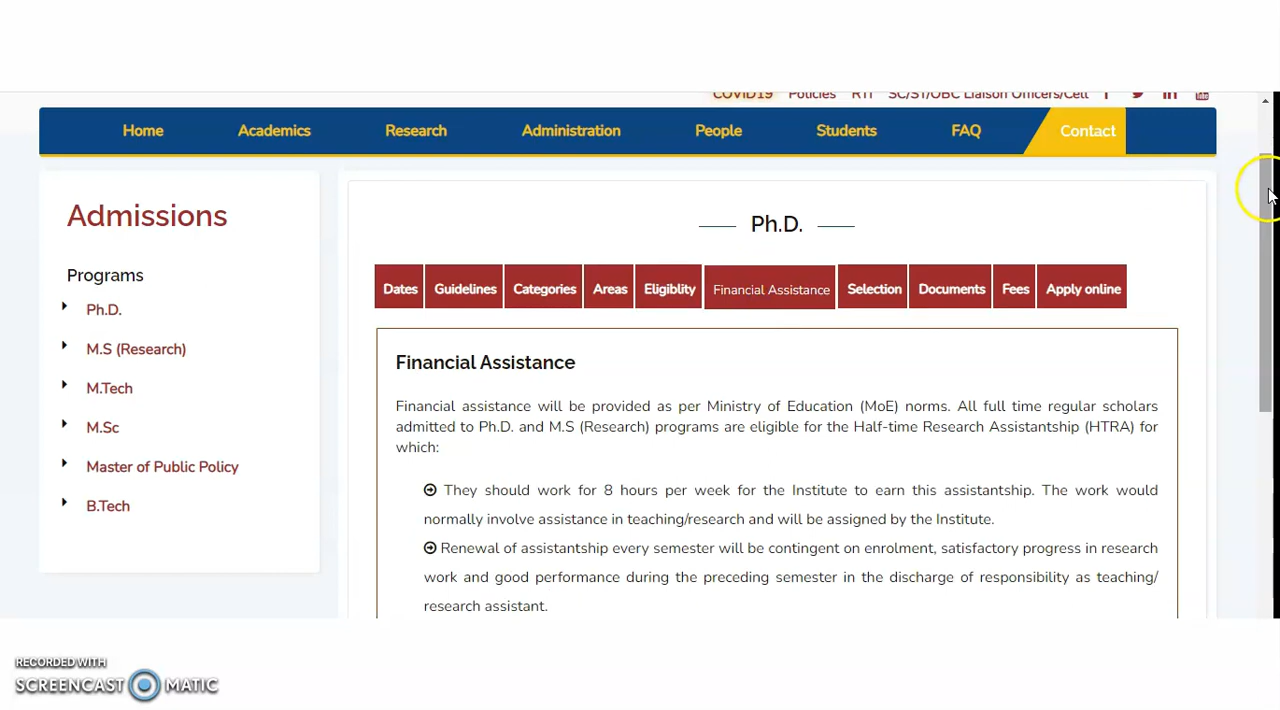 COVID19 Policies RTI SC/ST/OBC Liaison Officers/Cell
Home Academics Research Administration People Students FAQ Contact
Admissions
Programs
Ph.D.
M.S (Research)
M.Tech
M.Sc
Master of Public Policy
B.Tech
Ph.D.
Dates Guidelines Categories Areas Eligiblity Financial Assistance Selection Documents Fees Apply online
Financial Assistance
Financial assistance will be provided as per Ministry of Education (MoE) norms. All full time regular scholars
admitted to Ph.D. and M.S (Research) programs are eligible for the Half-time Research Assistantship (HTRA) for
which:
They should work for 8 hours per week for the Institute to earn this assistantship. The work would
normally involve assistance in teaching/research and will be assigned by the Institute.
Renewal of assistantship every semester will be contingent on enrolment, satisfactory progress in research
work and good performance during the preceding semester in the discharge of responsibility as teaching/
research assistant.
RECORDED WITH
SCREENCAST MATIC